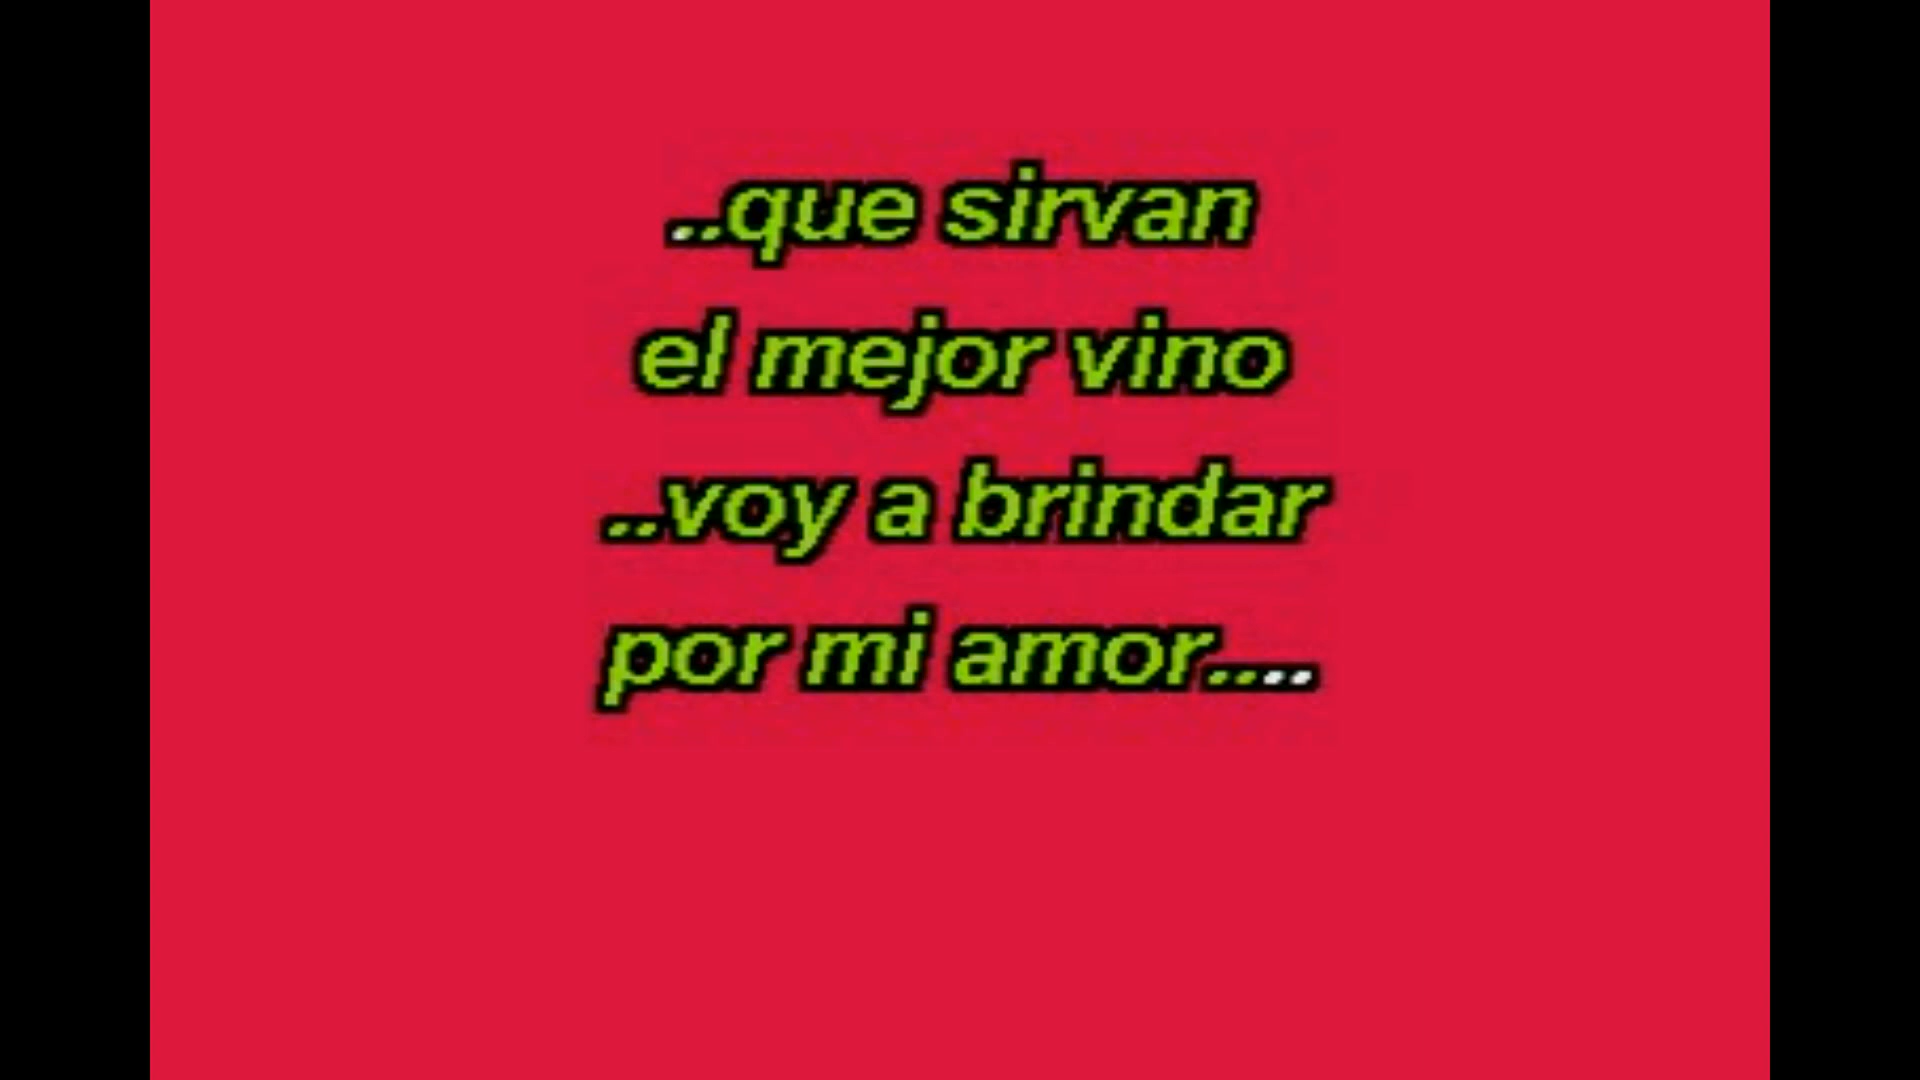 ..que sirvan
el mejor vino
..voy a brindar
por mi amor....